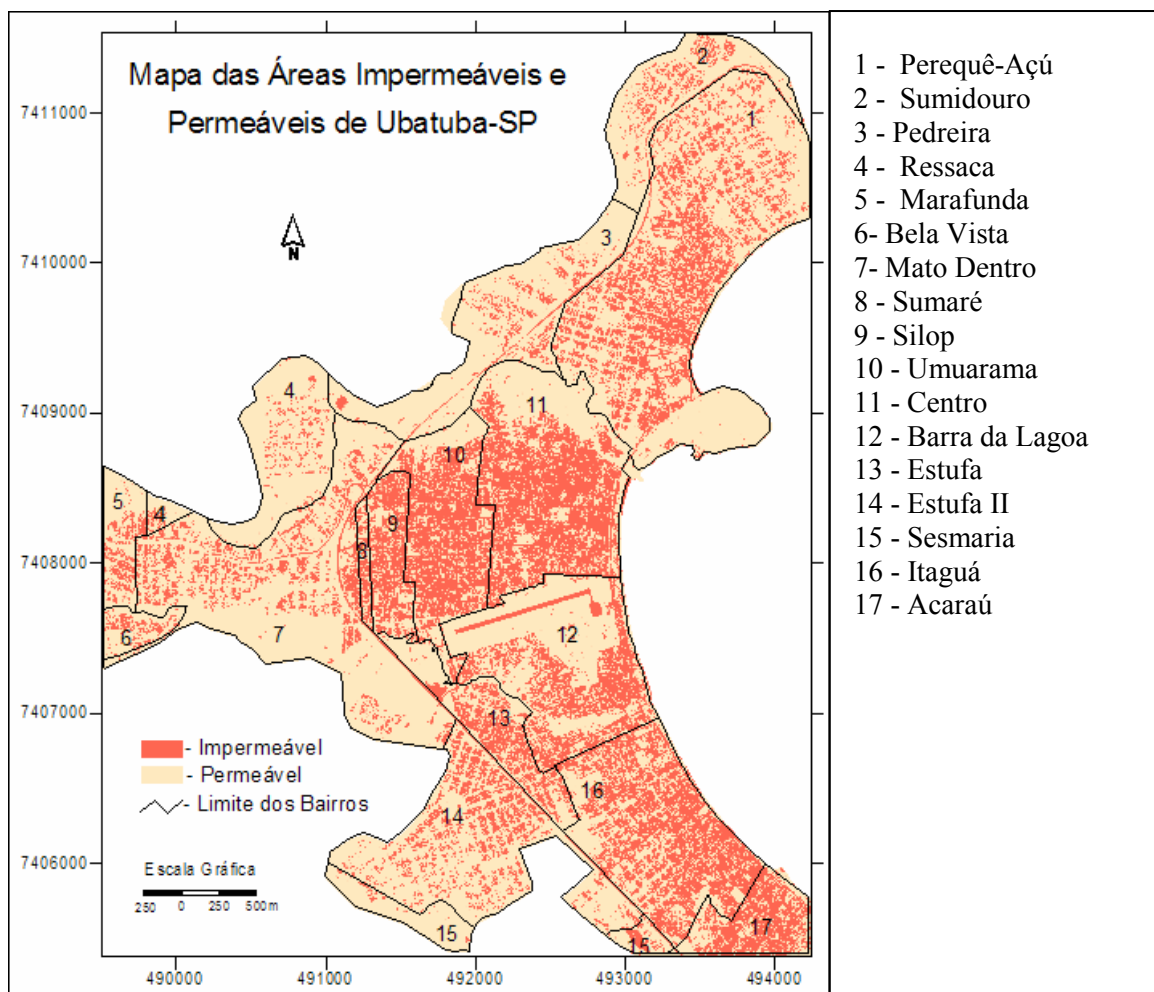 Mapa das Áreas Impermeáveis e
Permeáveis de Ubatuba-SP
N
7411000
7410000
7409000
7408000
7407000
7406000
490000
491000
492000
493000
494000
2
1
3
4
11
10
5
4
9
8
6
7
12
13
16
14
15
17
15
- Impermeável
- Permeável
- Limite dos Bairros
Escala Gráfica
250 0 250 500m
1 - Perequê-Açú
2 - Sumidouro
3 - Pedreira
4 - Ressaca
5 - Marafunda
6- Bela Vista
7- Mato Dentro
8 - Sumaré
9 - Silop
10 - Umuarama
11 - Centro
12 - Barra da Lagoa
13 - Estufa
14 - Estufa II
15 - Sesmaria
16 - Itaguá
17 - Acaraú